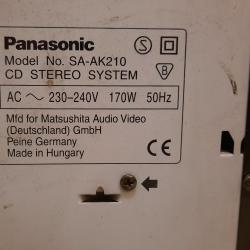 Panasonic
Model No. SA-AK210
CD STEREO SYSTEM
AC ~ 230–240V 170W 50Hz
Mfd for Matsushita Audio Video
(Deutschland) GmbH
Peine Germany
Made in Hungary